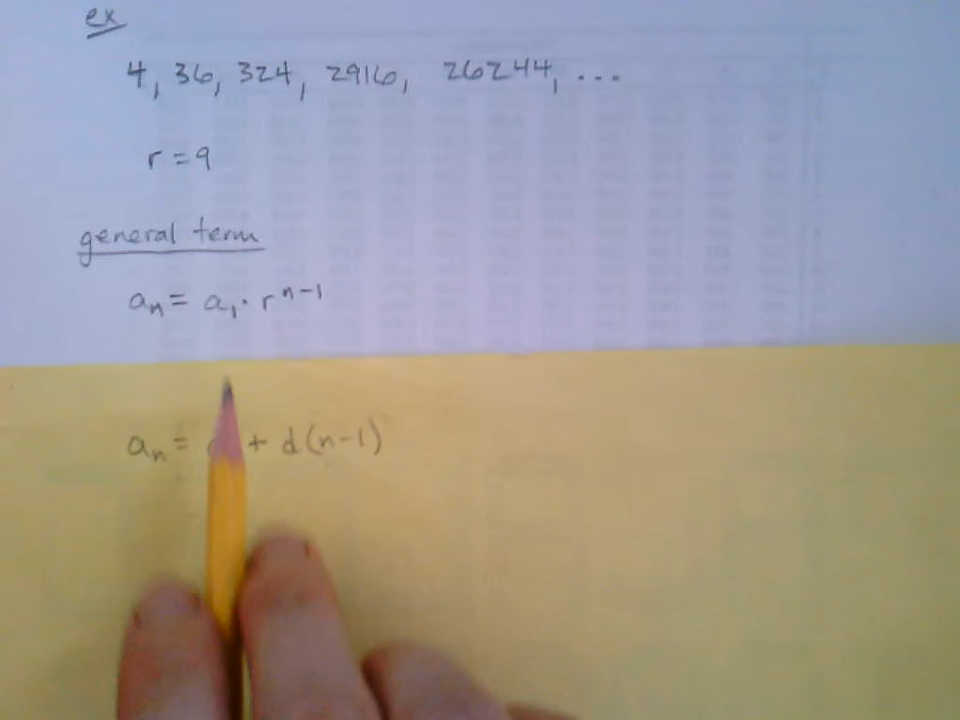 ex
4, 36, 324, 2916, 26244, ...
r = 9
general term
aₙ = a₁ · rⁿ⁻¹
aₙ = + d(n-1)